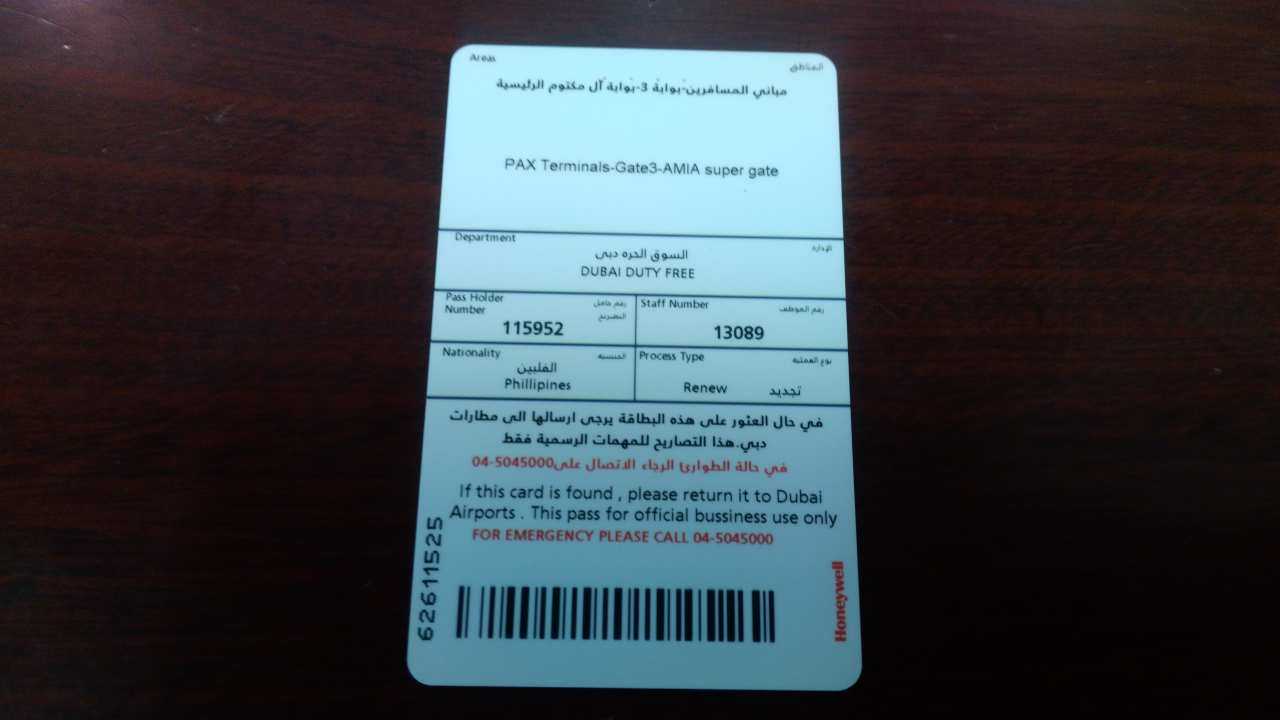 Areas المناطق
مباني المسافرين-بوابة 3-بوابة آل مكتوم الرئيسية
PAX Terminals-Gate3-AMIA super gate
Department الإدارة
السوق الحره دبي
DUBAI DUTY FREE
Pass Holder Number رقم حامل التصريح
115952
Staff Number رقم الموظف
13089
Nationality الجنسية
الفلبين
Phillipines
Process Type نوع العملية
Renew تجديد
في حال العثور على هذه البطاقة يرجى ارسالها الى مطارات
دبي.هذا التصاريح للمهمات الرسمية فقط
في حالة الطوارئ الرجاء الاتصال على04-5045000
If this card is found , please return it to Dubai
Airports . This pass for official bussiness use only
FOR EMERGENCY PLEASE CALL 04-5045000
62611525
Honeywell